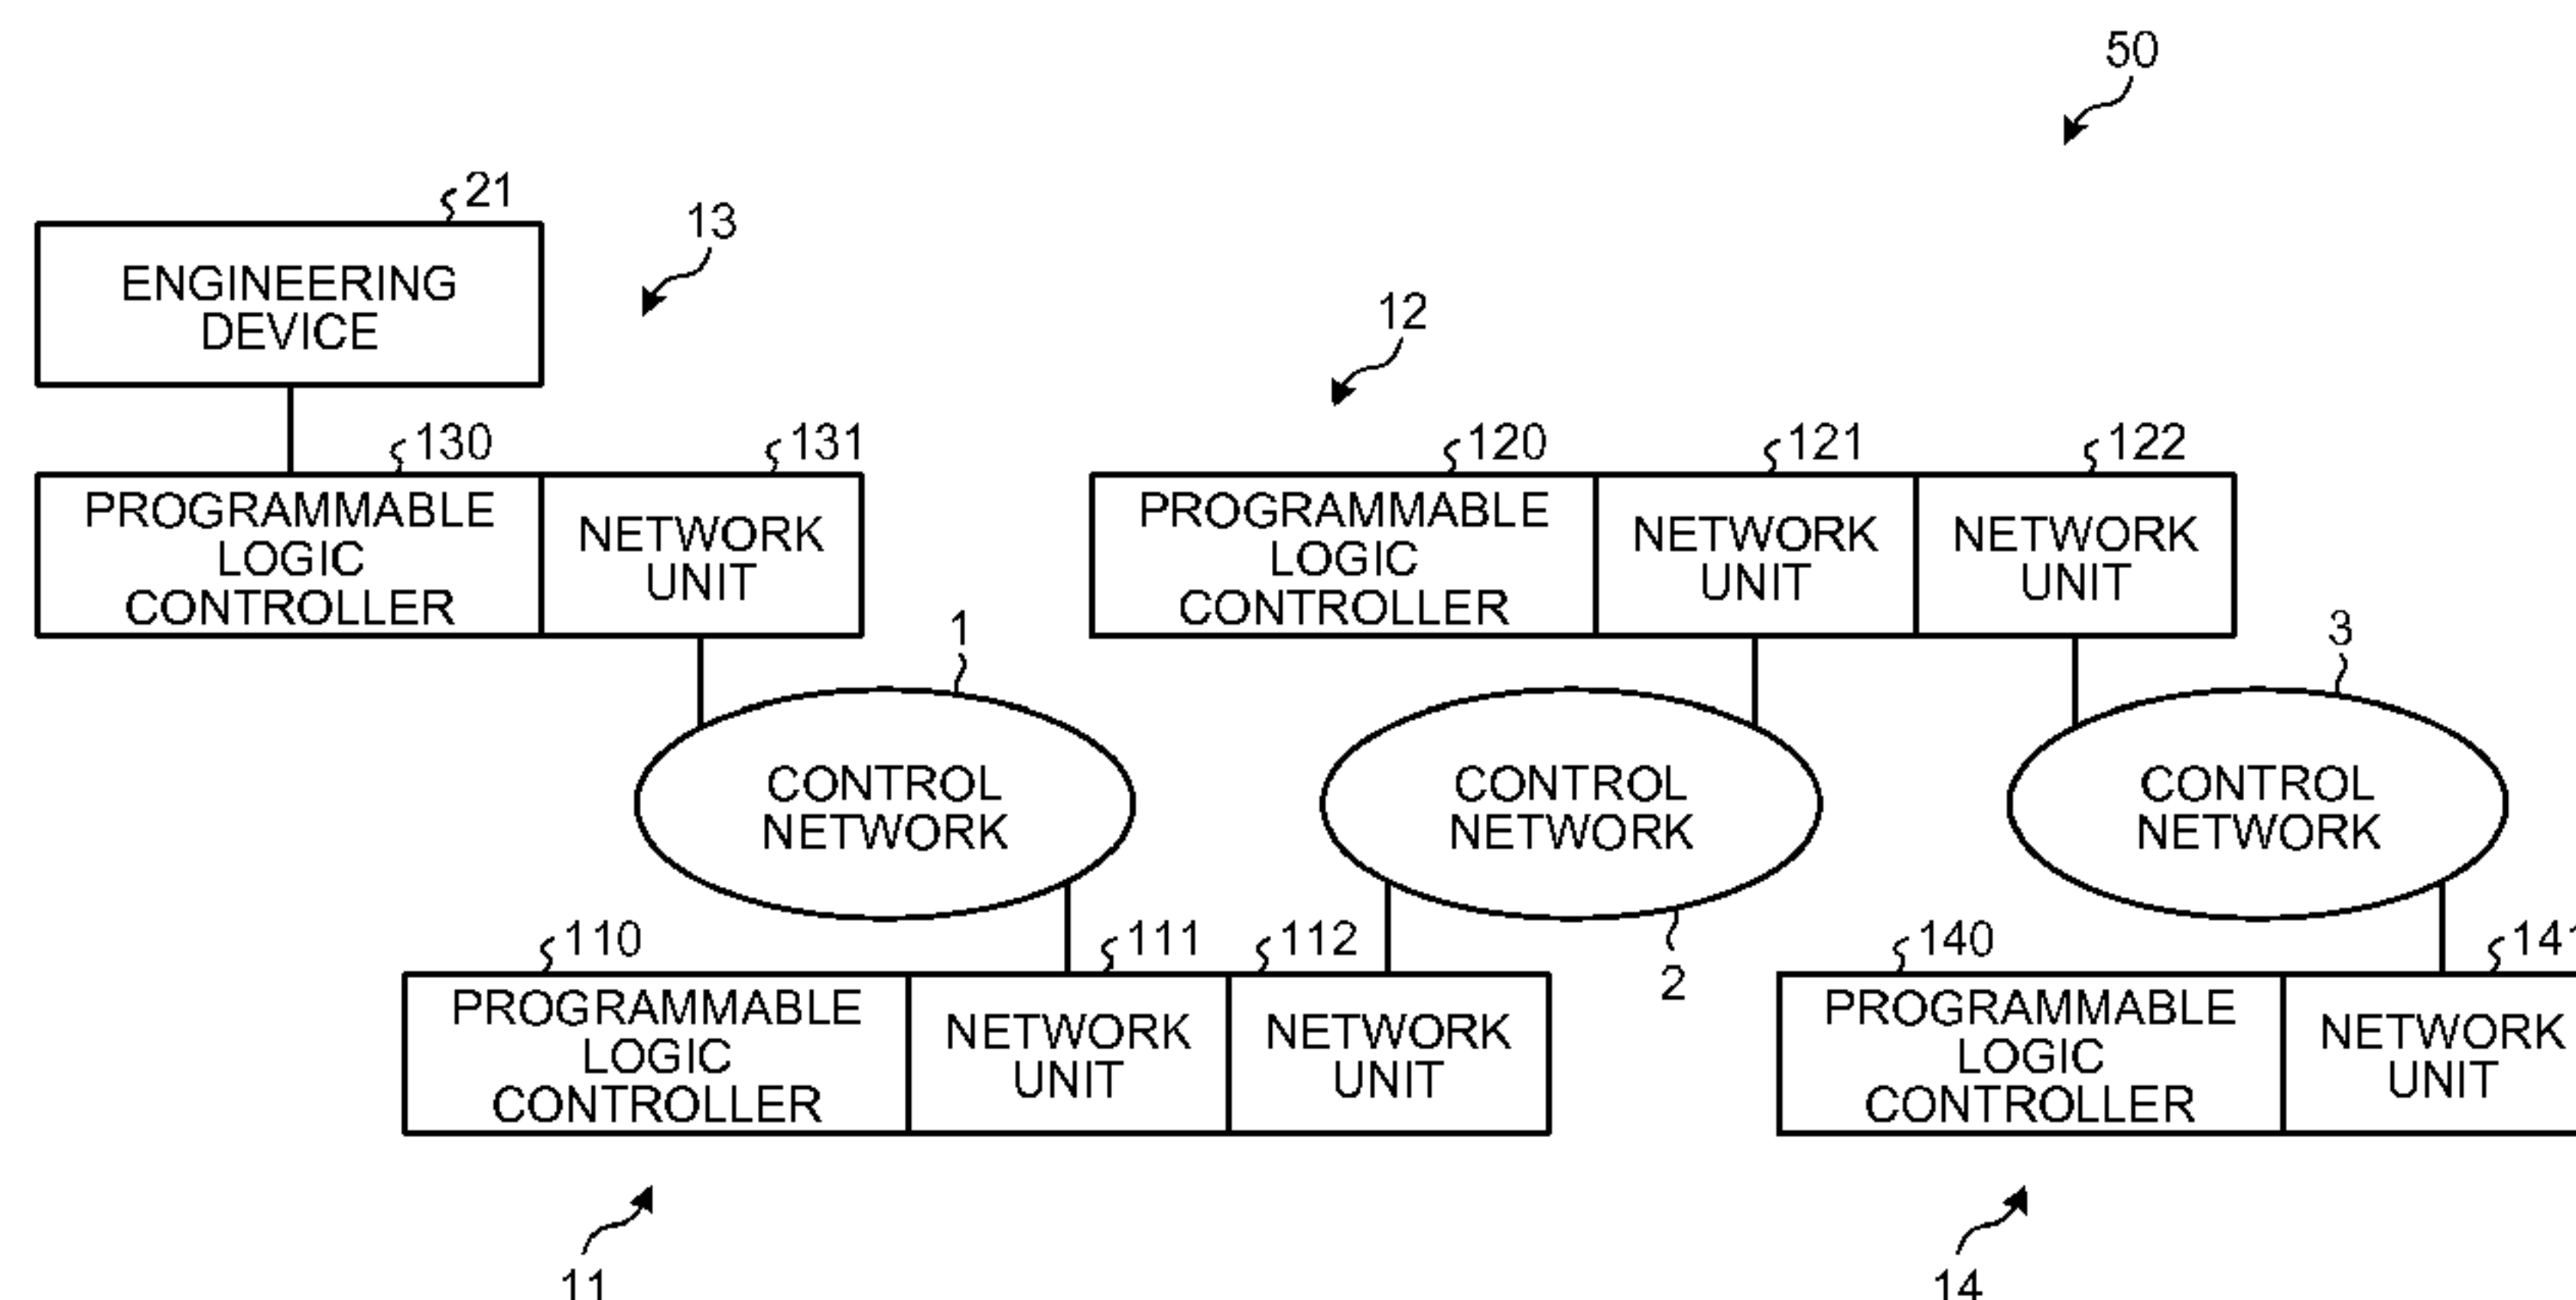 50
21
13
ENGINEERING
DEVICE
12
130
131
120
121
122
PROGRAMMABLE
LOGIC
CONTROLLER
NETWORK
UNIT
PROGRAMMABLE
LOGIC
CONTROLLER
NETWORK
UNIT
NETWORK
UNIT
1
3
CONTROL
NETWORK
CONTROL
NETWORK
CONTROL
NETWORK
2
110
111
112
140
141
PROGRAMMABLE
LOGIC
CONTROLLER
NETWORK
UNIT
NETWORK
UNIT
PROGRAMMABLE
LOGIC
CONTROLLER
NETWORK
UNIT
11
14